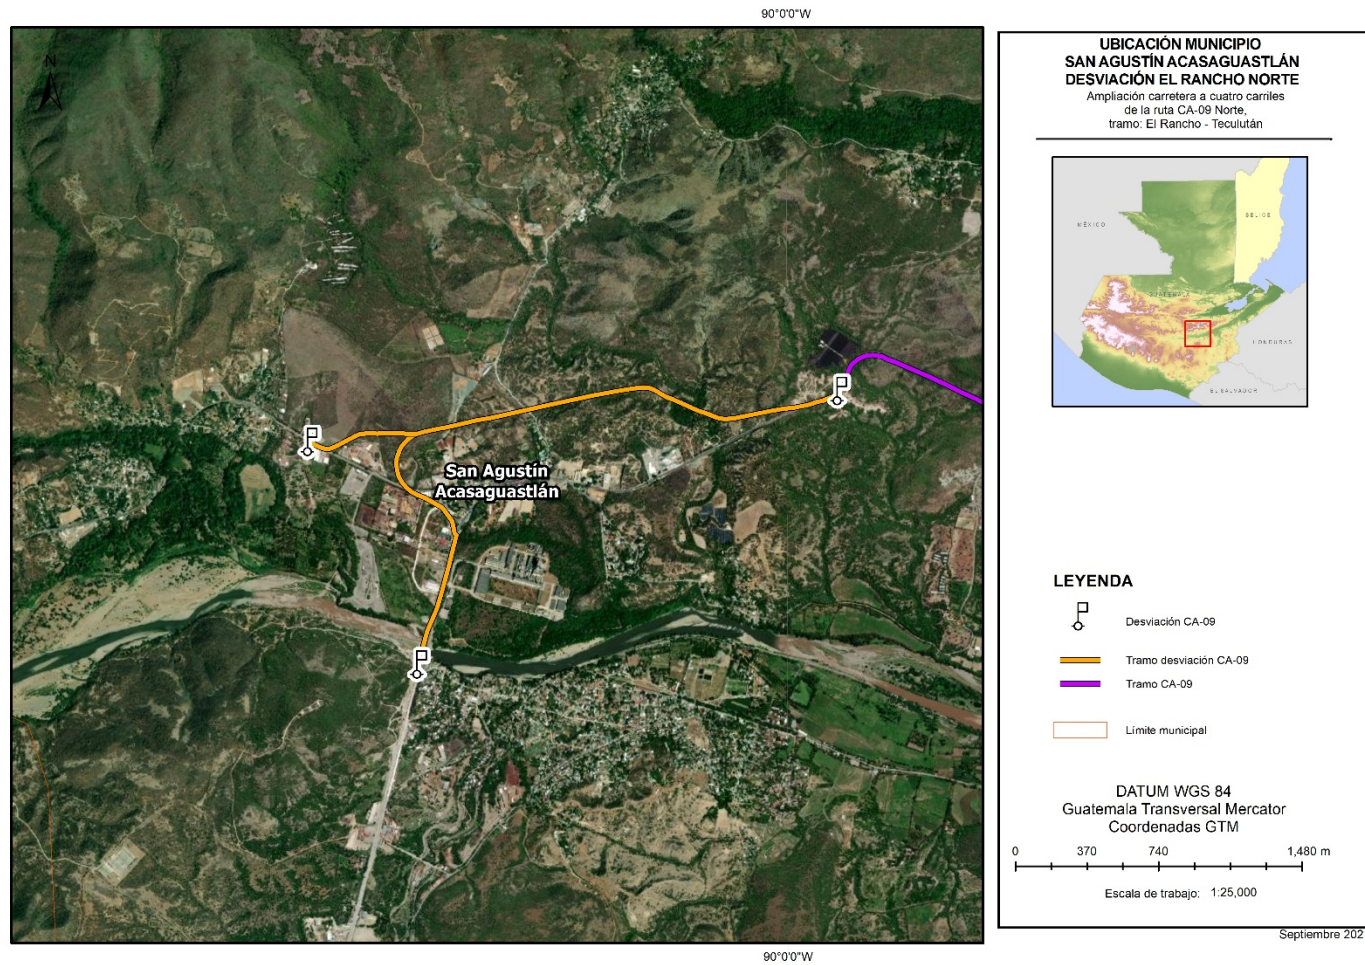 90°0'0"W
N
San Agustín
Acasaguastlán
90°0'0"W
UBICACIÓN MUNICIPIO
SAN AGUSTÍN ACASAGUASTLÁN
DESVIACIÓN EL RANCHO NORTE
Ampliación carretera a cuatro carriles
de la ruta CA-09 Norte,
tramo: El Rancho - Teculután
MÉXICO
BELICE
GUATEMALA
HONDURAS
EL SALVADOR
LEYENDA
Desviación CA-09
Tramo desviación CA-09
Tramo CA-09
Límite municipal
DATUM WGS 84
Guatemala Transversal Mercator
Coordenadas GTM
0 370 740 1,480 m
Escala de trabajo: 1:25,000
Septiembre 202